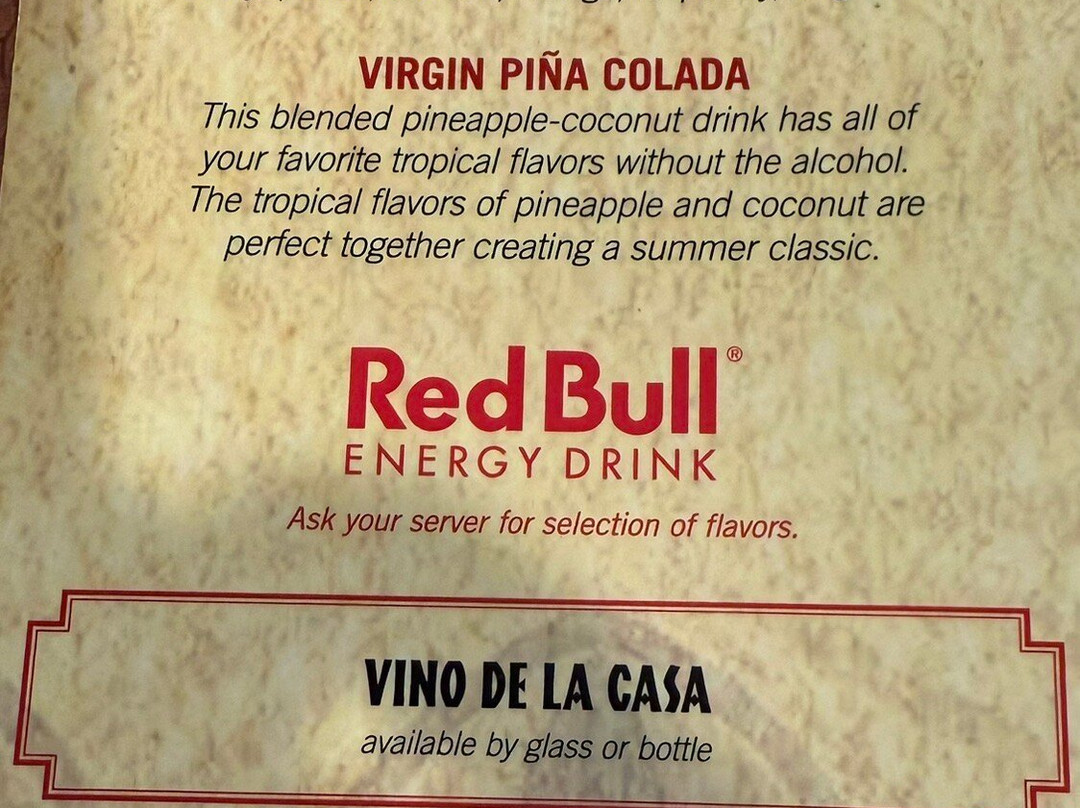 VIRGIN PIÑA COLADA
This blended pineapple-coconut drink has all of
your favorite tropical flavors without the alcohol.
The tropical flavors of pineapple and coconut are
perfect together creating a summer classic.
Red Bull®
ENERGY DRINK
Ask your server for selection of flavors.
VINO DE LA CASA
available by glass or bottle